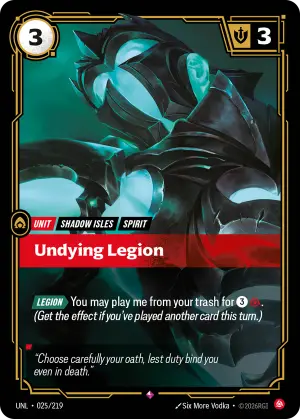 3
3
UNIT SHADOW ISLES SPIRIT
Undying Legion
LEGION You may play me from your trash for 3
(Get the effect if you've played another card this turn.)
"Choose carefully your oath, lest duty bind you
even in death."
UNL • 025/219 Six More Vodka • ©2026RGI